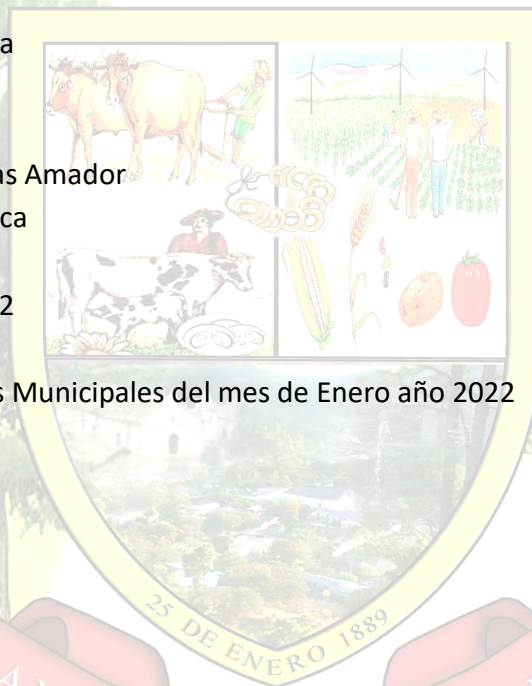 a
as Amador
ca
2
s Municipales del mes de Enero año 2022
25 DE ENERO 1889